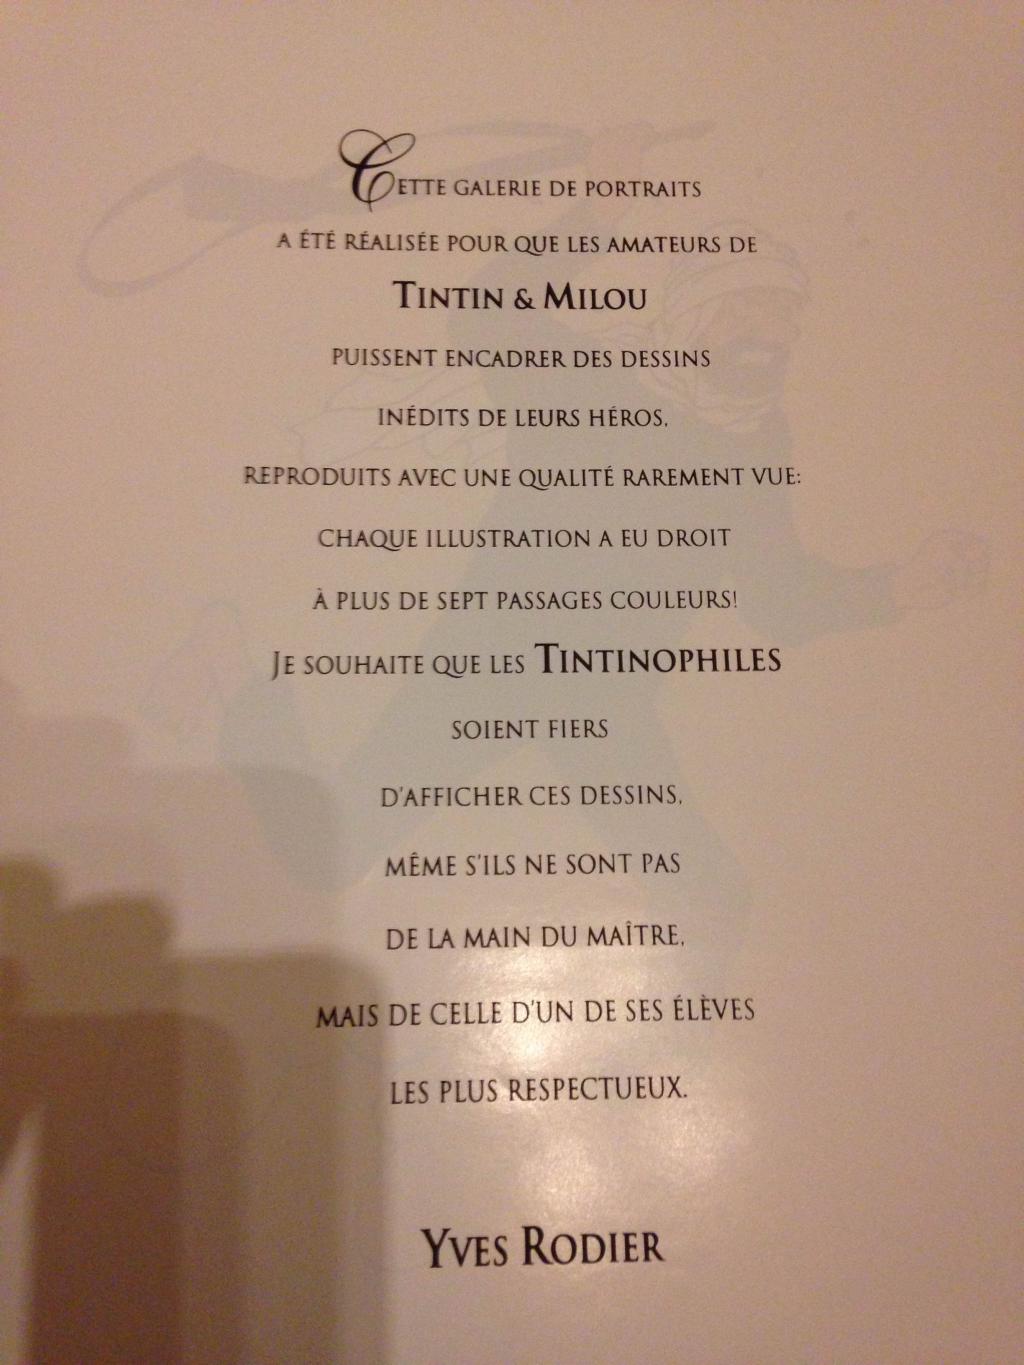 Cette galerie de portraits
a été réalisée pour que les amateurs de
Tintin & Milou
puissent encadrer des dessins
inédits de leurs héros,
reproduits avec une qualité rarement vue:
chaque illustration a eu droit
à plus de sept passages couleurs!
Je souhaite que les Tintinophiles
soient fiers
d'afficher ces dessins,
même s'ils ne sont pas
de la main du maître,
mais de celle d'un de ses élèves
les plus respectueux.
Yves Rodier